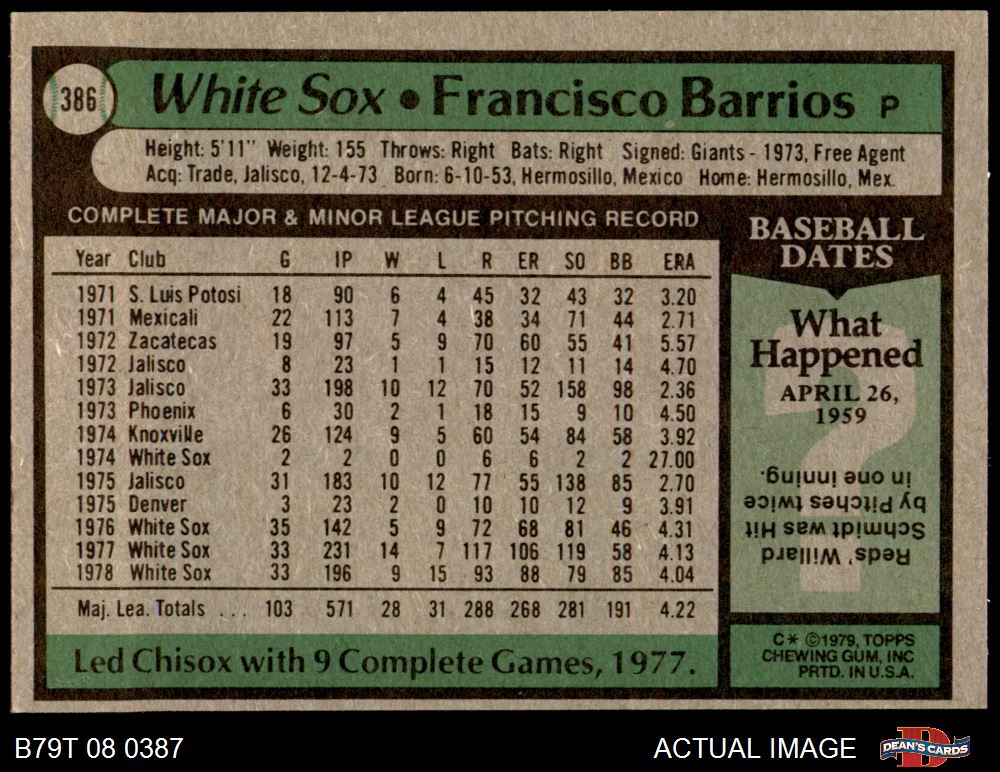 386 White Sox • Francisco Barrios P
Height: 5'11" Weight: 155 Throws: Right Bats: Right Signed: Giants - 1973, Free Agent
Acq: Trade, Jalisco, 12-4-73 Born: 6-10-53, Hermosillo, Mexico Home: Hermosillo, Mex.
COMPLETE MAJOR & MINOR LEAGUE PITCHING RECORD
Year Club G IP W L R ER SO BB ERA
1971 S. Luis Potosi 18 90 6 4 45 32 43 32 3.20
1971 Mexicali 22 113 7 4 38 34 71 44 2.71
1972 Zacatecas 19 97 5 9 70 60 55 41 5.57
1972 Jalisco 8 23 1 1 15 12 11 14 4.70
1973 Jalisco 33 198 10 12 70 52 158 98 2.36
1973 Phoenix 6 30 2 1 18 15 9 10 4.50
1974 Knoxville 26 124 9 5 60 54 84 58 3.92
1974 White Sox 2 2 0 0 6 6 2 2 27.00
1975 Jalisco 31 183 10 12 77 55 138 85 2.70
1975 Denver 3 23 2 0 10 10 12 9 3.91
1976 White Sox 35 142 5 9 72 68 81 46 4.31
1977 White Sox 33 231 14 7 117 106 119 58 4.13
1978 White Sox 33 196 9 15 93 88 79 85 4.04
Maj. Lea. Totals ... 103 571 28 31 288 268 281 191 4.22
Led Chisox with 9 Complete Games, 1977.
BASEBALL
DATES
What
Happened
APRIL 26,
1959
?
Reds' Willard
Schmidt was Hit
by Pitches twice
in one inning.
C* ©1979, TOPPS
CHEWING GUM, INC
PRTD. IN U.S.A.
B79T 08 0387
ACTUAL IMAGE
D
DEAN'S CARDS